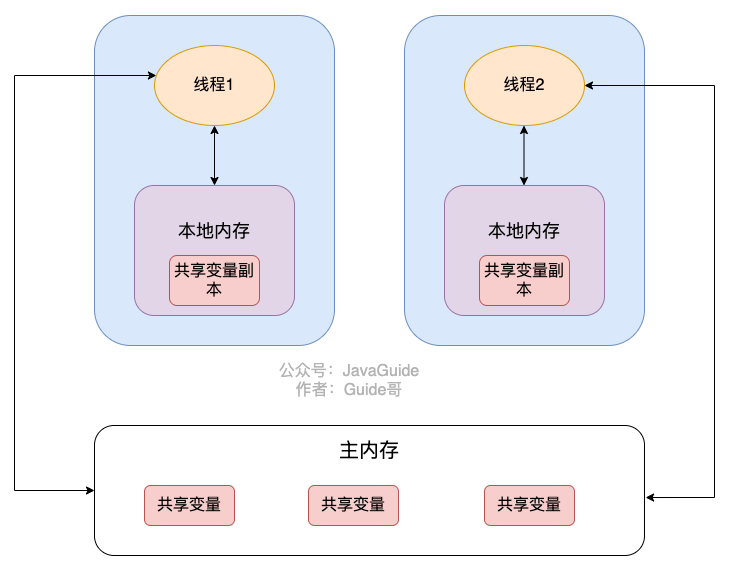 线程1
线程2
本地内存
共享变量副
本
本地内存
共享变量副
本
公众号：JavaGuide
作者：Guide哥
主内存
共享变量
共享变量
共享变量